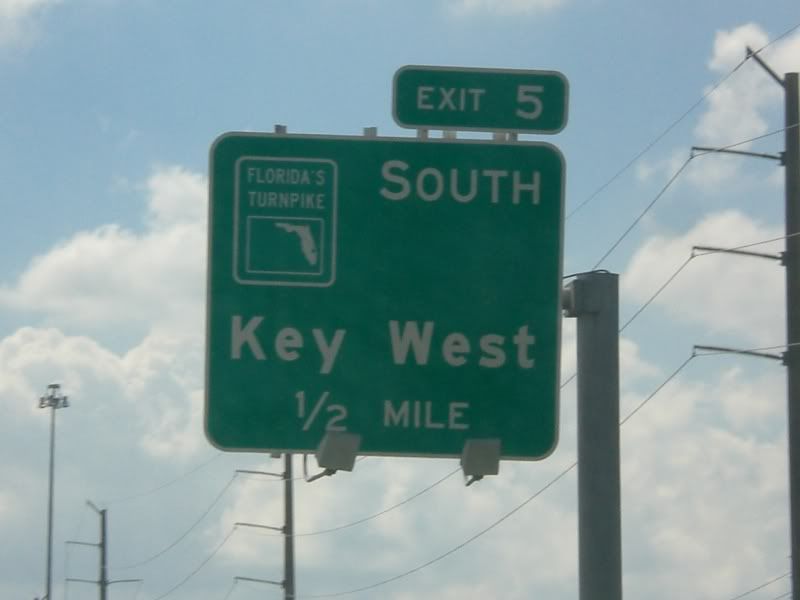 EXIT 5
FLORIDA'S
TURNPIKE
SOUTH
Key West
1/2 MILE